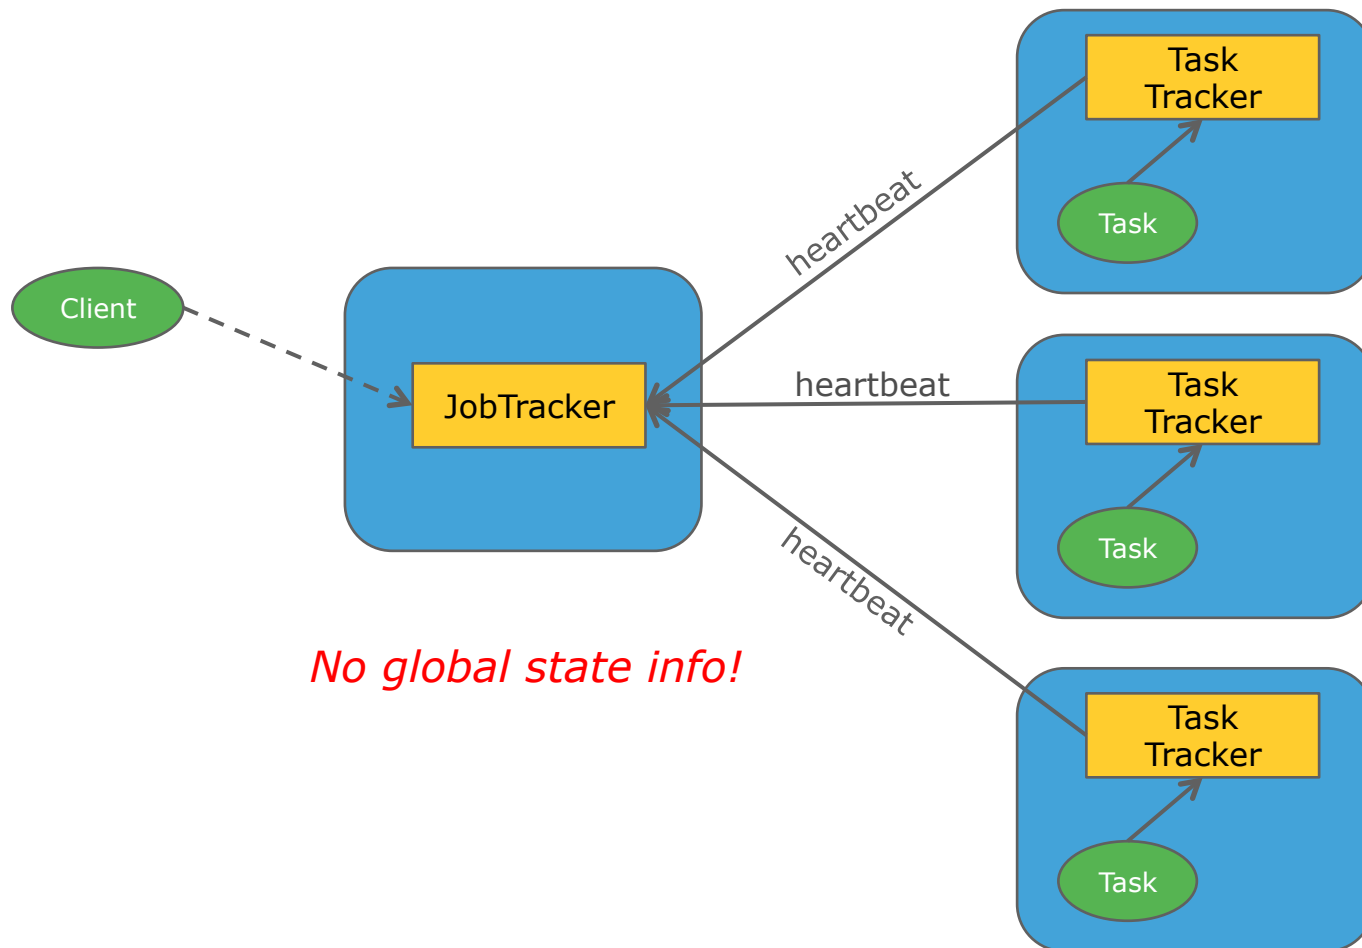 Task
Tracker
heartbeat
Task
Client
JobTracker
heartbeat
Task
Tracker
Task
heartbeat
No global state info!
Task
Tracker
Task